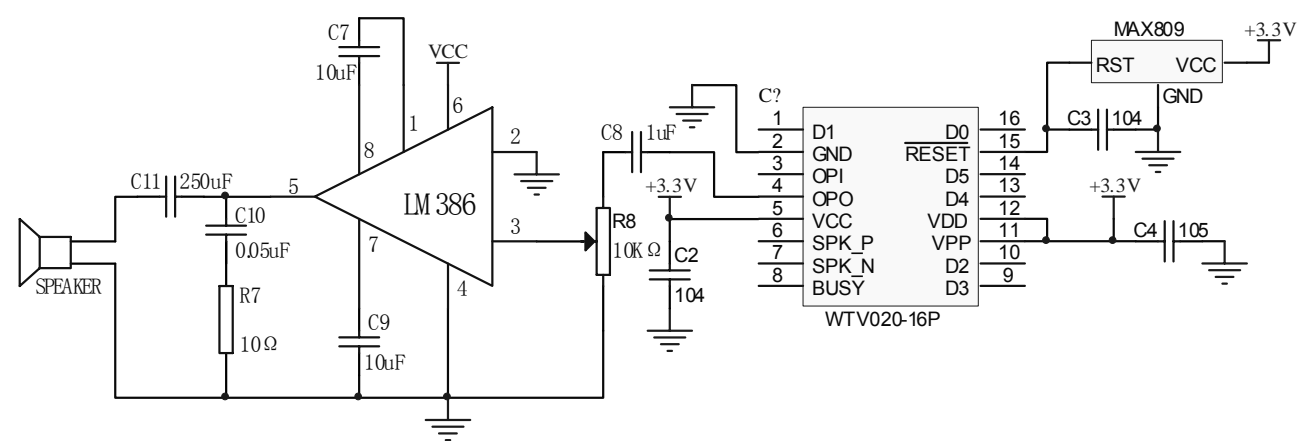 C7
10uF
VCC
6
1
8
2
5
LM386
3
7
4
C11
250uF
C10
0.05uF
R7
10Ω
SPEAKER
C9
10uF
C8
1uF
R8
10KΩ
+3.3V
C2
104
C?
1 D1
2 GND
3 OPI
4 OPO
5 VCC
6 SPK_P
7 SPK_N
8 BUSY
D0 16
RESET 15
D5 14
D4 13
VDD 12
VPP 11
D2 10
D3 9
WTV020-16P
MAX809
RST VCC
GND
+3.3V
C3
104
+3.3V
C4
105